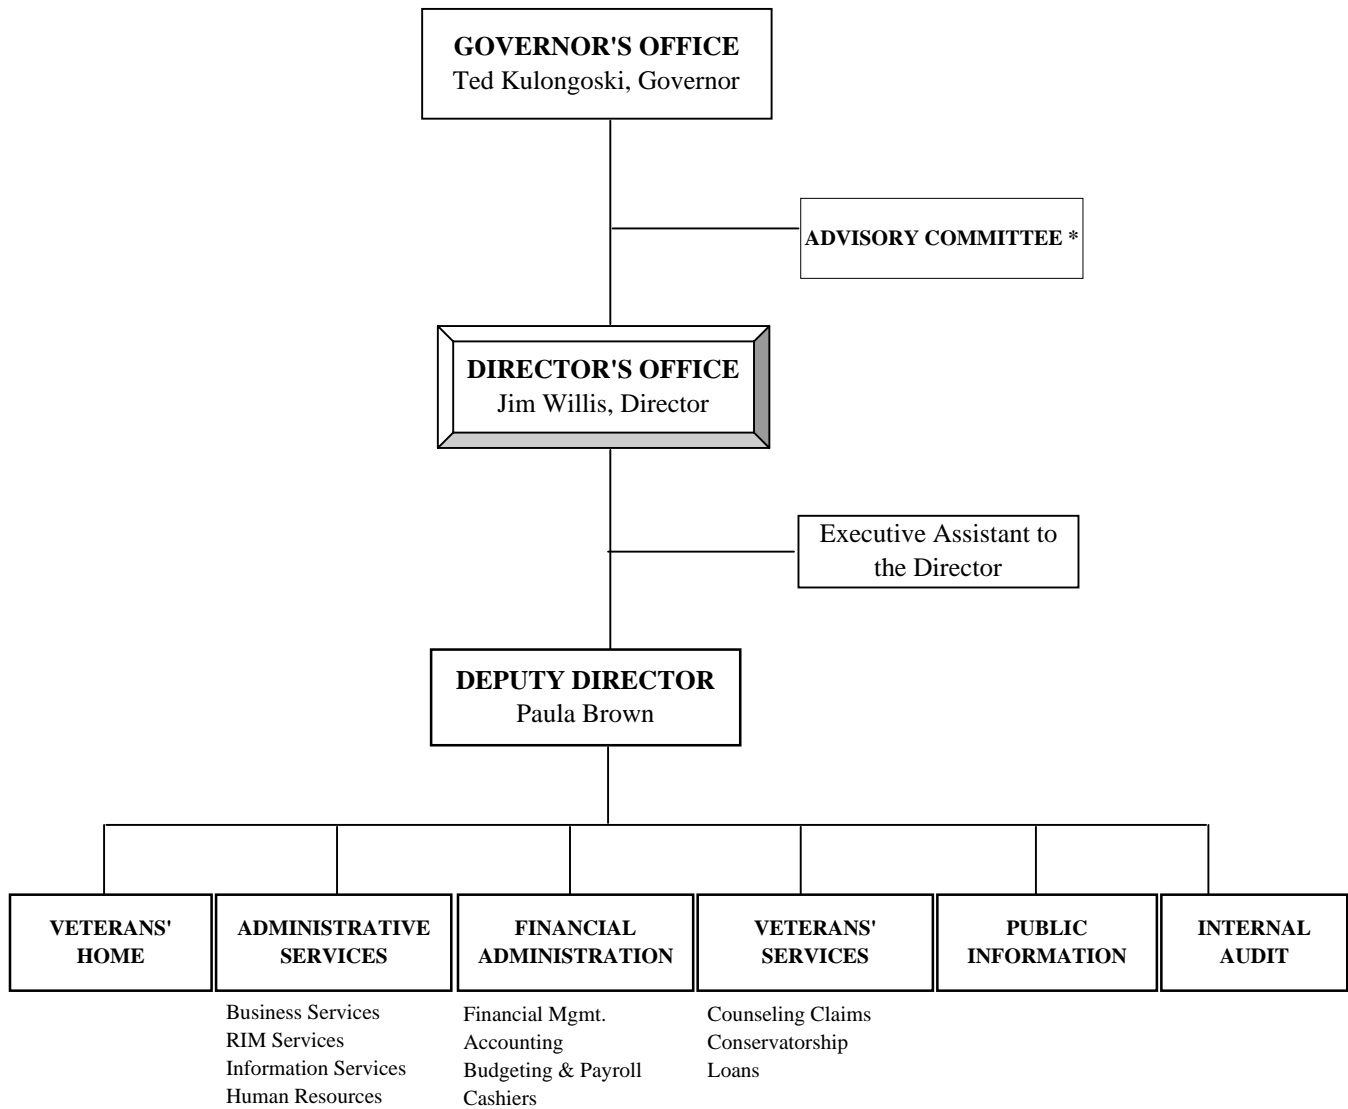 GOVERNOR'S OFFICE
Ted Kulongoski, Governor
ADVISORY COMMITTEE *
DIRECTOR'S OFFICE
Jim Willis, Director
Executive Assistant to
the Director
DEPUTY DIRECTOR
Paula Brown
VETERANS'
HOME
ADMINISTRATIVE
SERVICES
FINANCIAL
ADMINISTRATION
VETERANS'
SERVICES
PUBLIC
INFORMATION
INTERNAL
AUDIT
Business Services
RIM Services
Information Services
Human Resources
Financial Mgmt.
Accounting
Budgeting & Payroll
Cashiers
Counseling Claims
Conservatorship
Loans